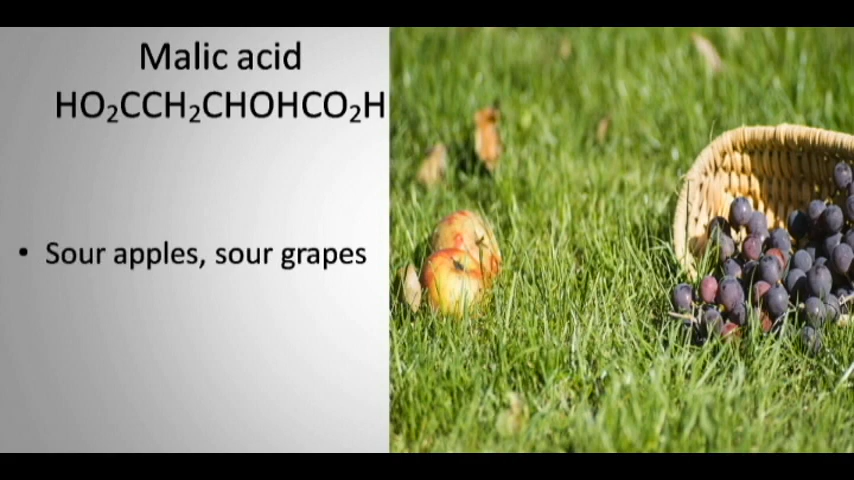 Malic acid
HO₂CCH₂CHOHCO₂H
• Sour apples, sour grapes